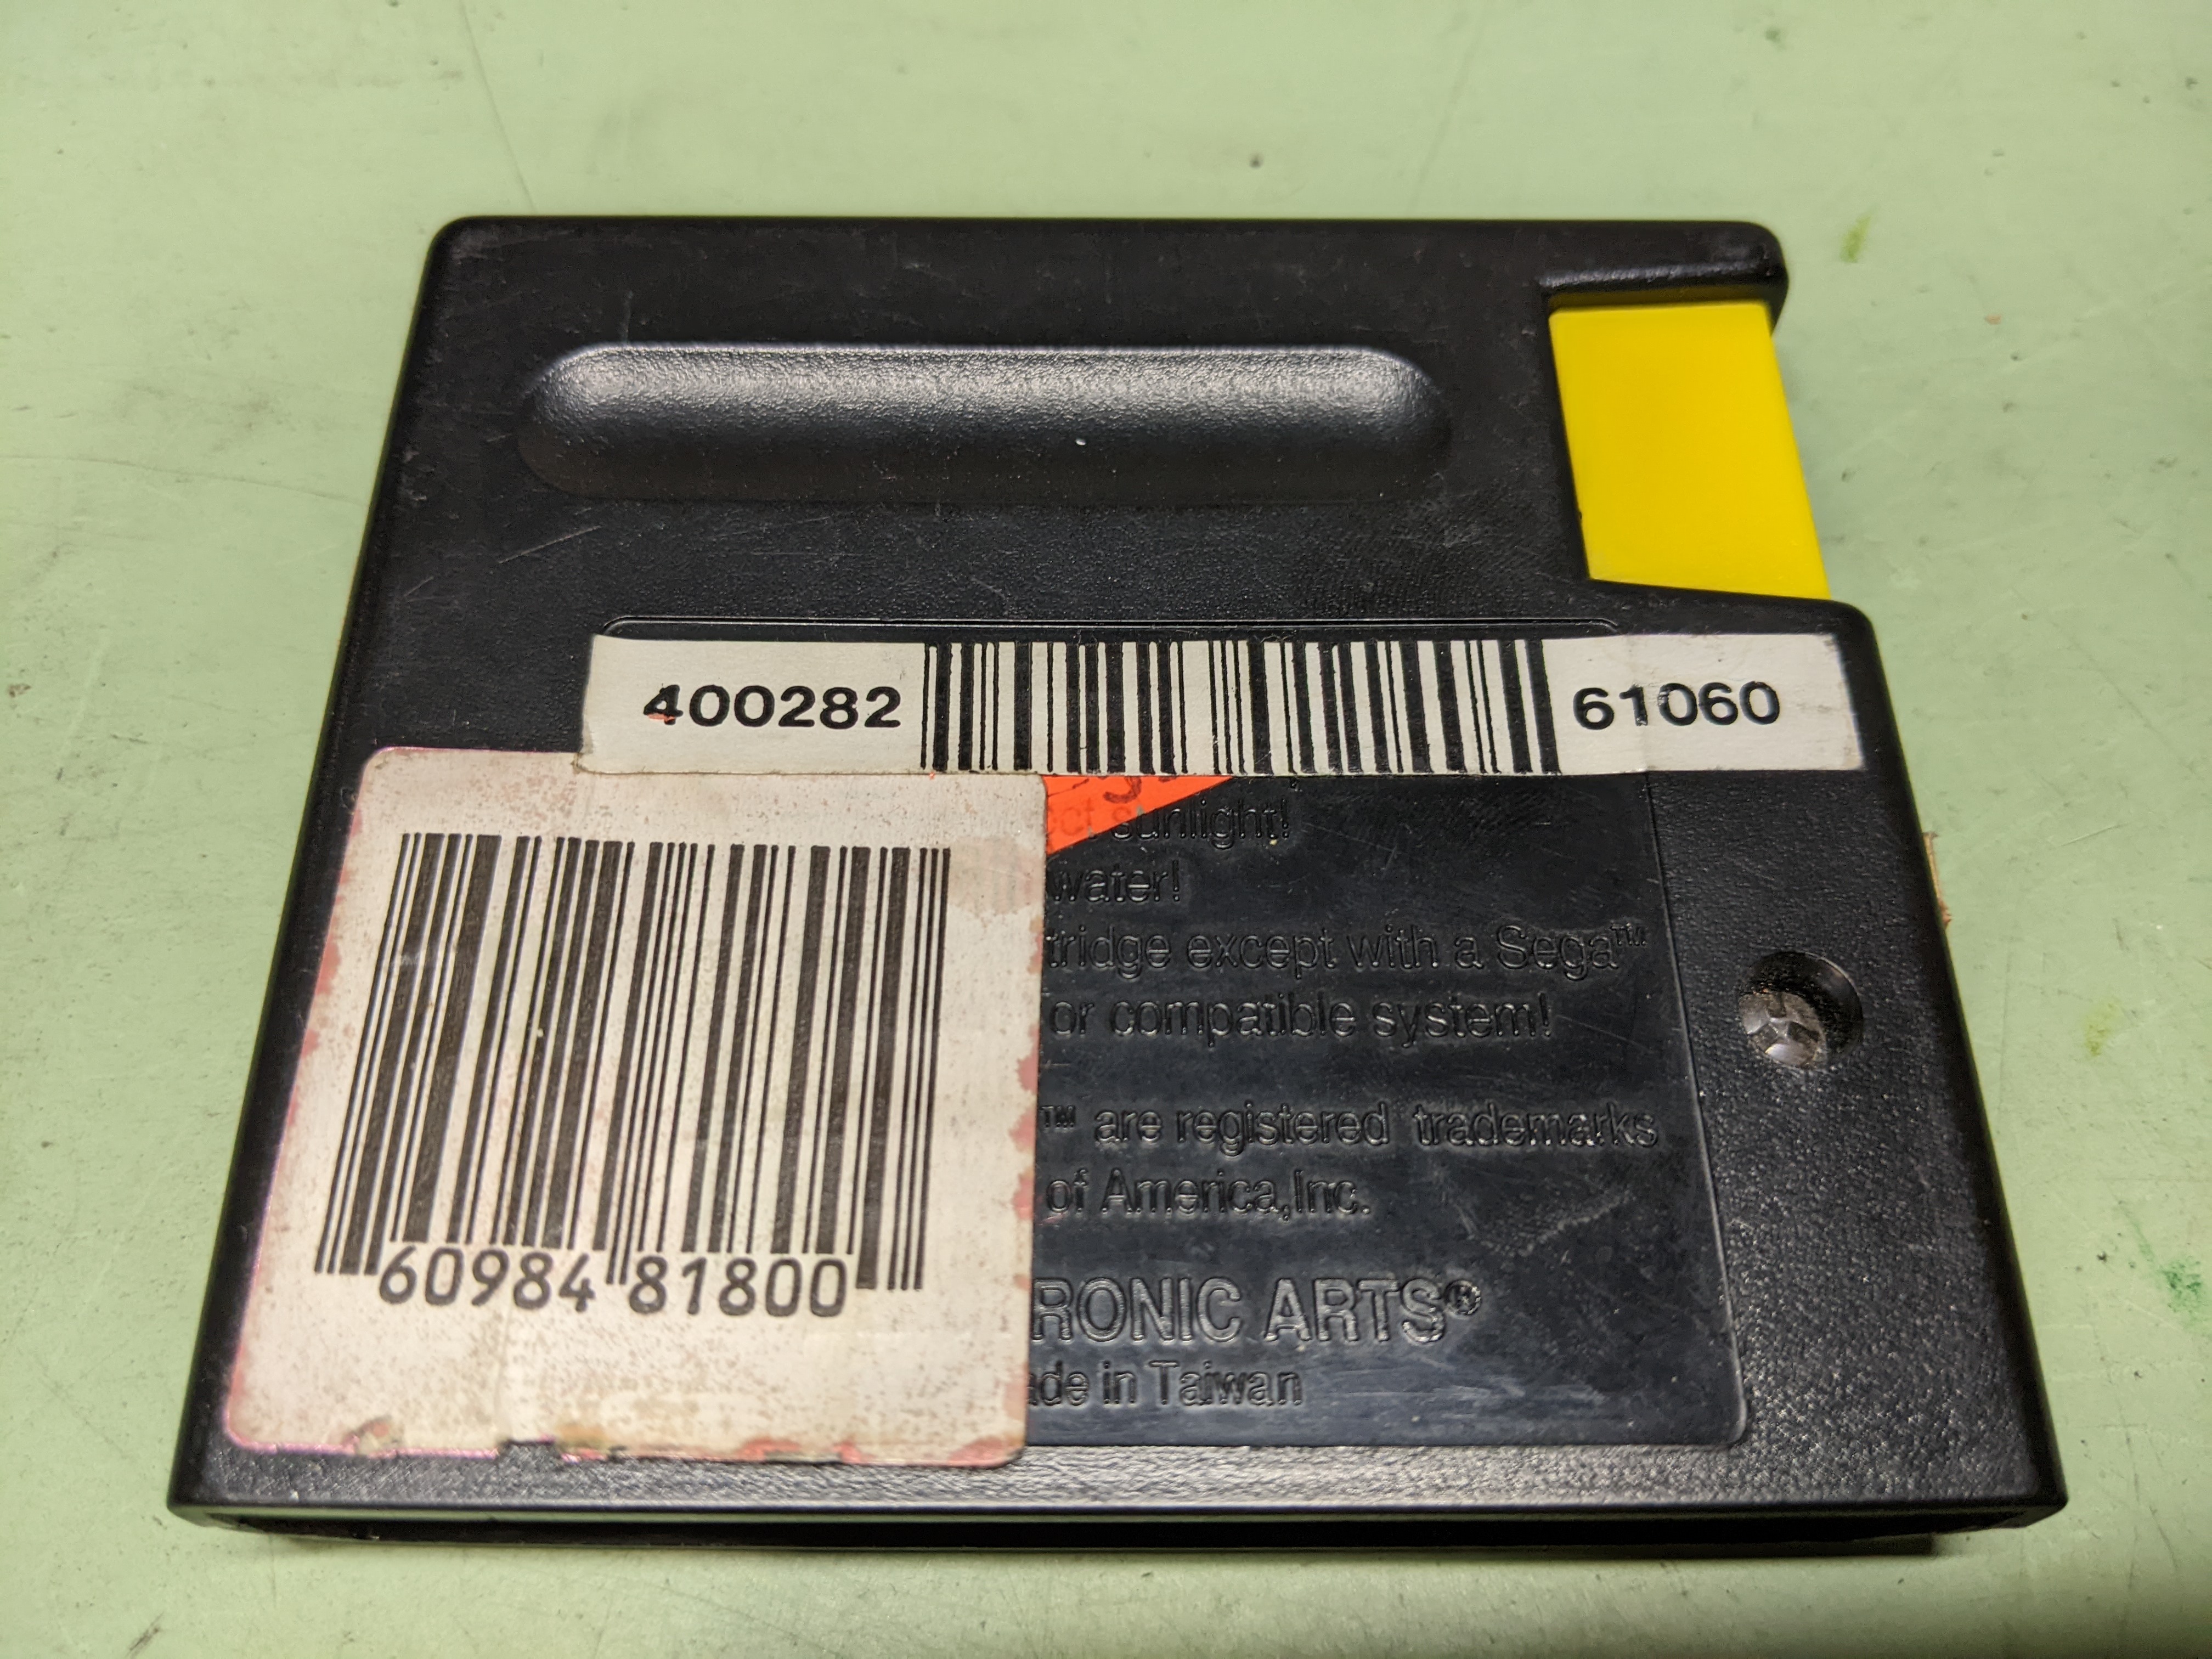 400282 61060
sunlight!
water!
tridge except with a Sega™
or compatible system!
™ are registered trademarks
of America,Inc.
60984 81800
RONIC ARTS®
ade in Taiwan